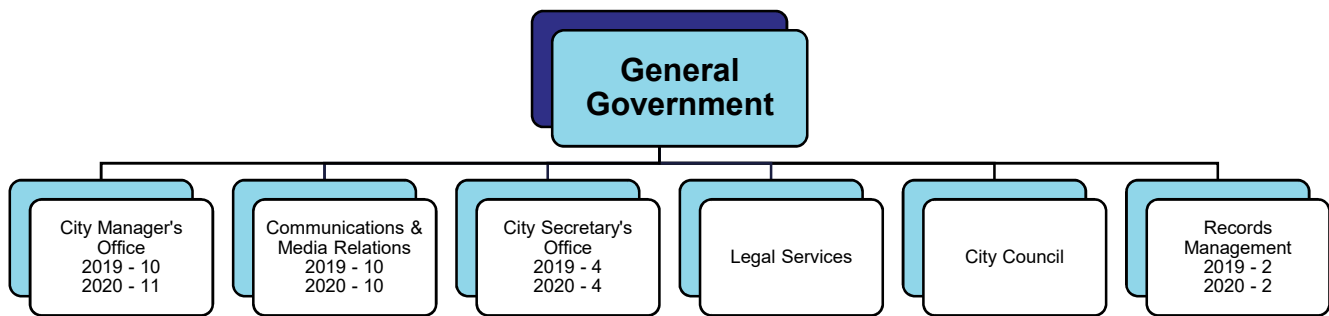 General
Government
City Manager's
Office
2019 - 10
2020 - 11
Communications &
Media Relations
2019 - 10
2020 - 10
City Secretary's
Office
2019 - 4
2020 - 4
Legal Services
City Council
Records
Management
2019 - 2
2020 - 2